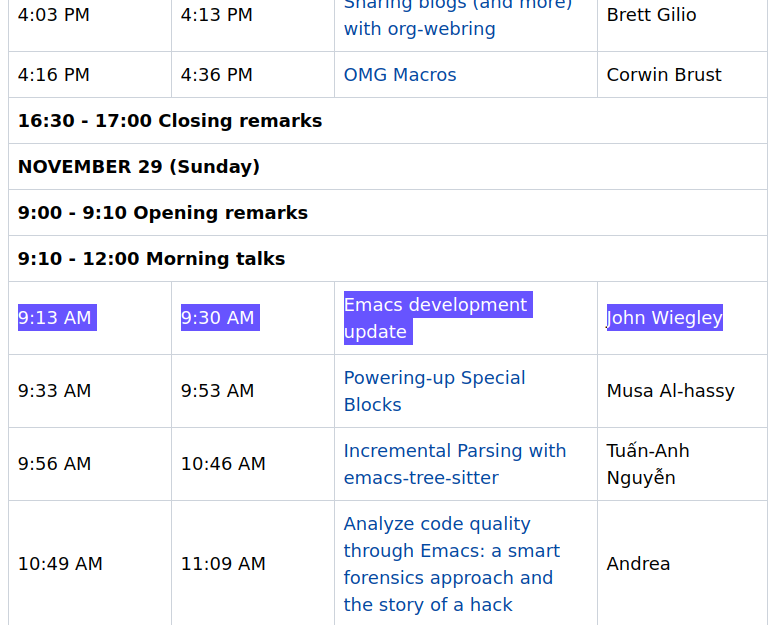 4:03 PM 4:13 PM Sharing blogs (and more)
with org-webring Brett Gilio
4:16 PM 4:36 PM OMG Macros Corwin Brust
16:30 - 17:00 Closing remarks
NOVEMBER 29 (Sunday)
9:00 - 9:10 Opening remarks
9:10 - 12:00 Morning talks
9:13 AM 9:30 AM Emacs development
update John Wiegley
9:33 AM 9:53 AM Powering-up Special
Blocks Musa Al-hassy
9:56 AM 10:46 AM Incremental Parsing with
emacs-tree-sitter Tuấn-Anh
Nguyễn
10:49 AM 11:09 AM Analyze code quality
through Emacs: a smart
forensics approach and
the story of a hack Andrea